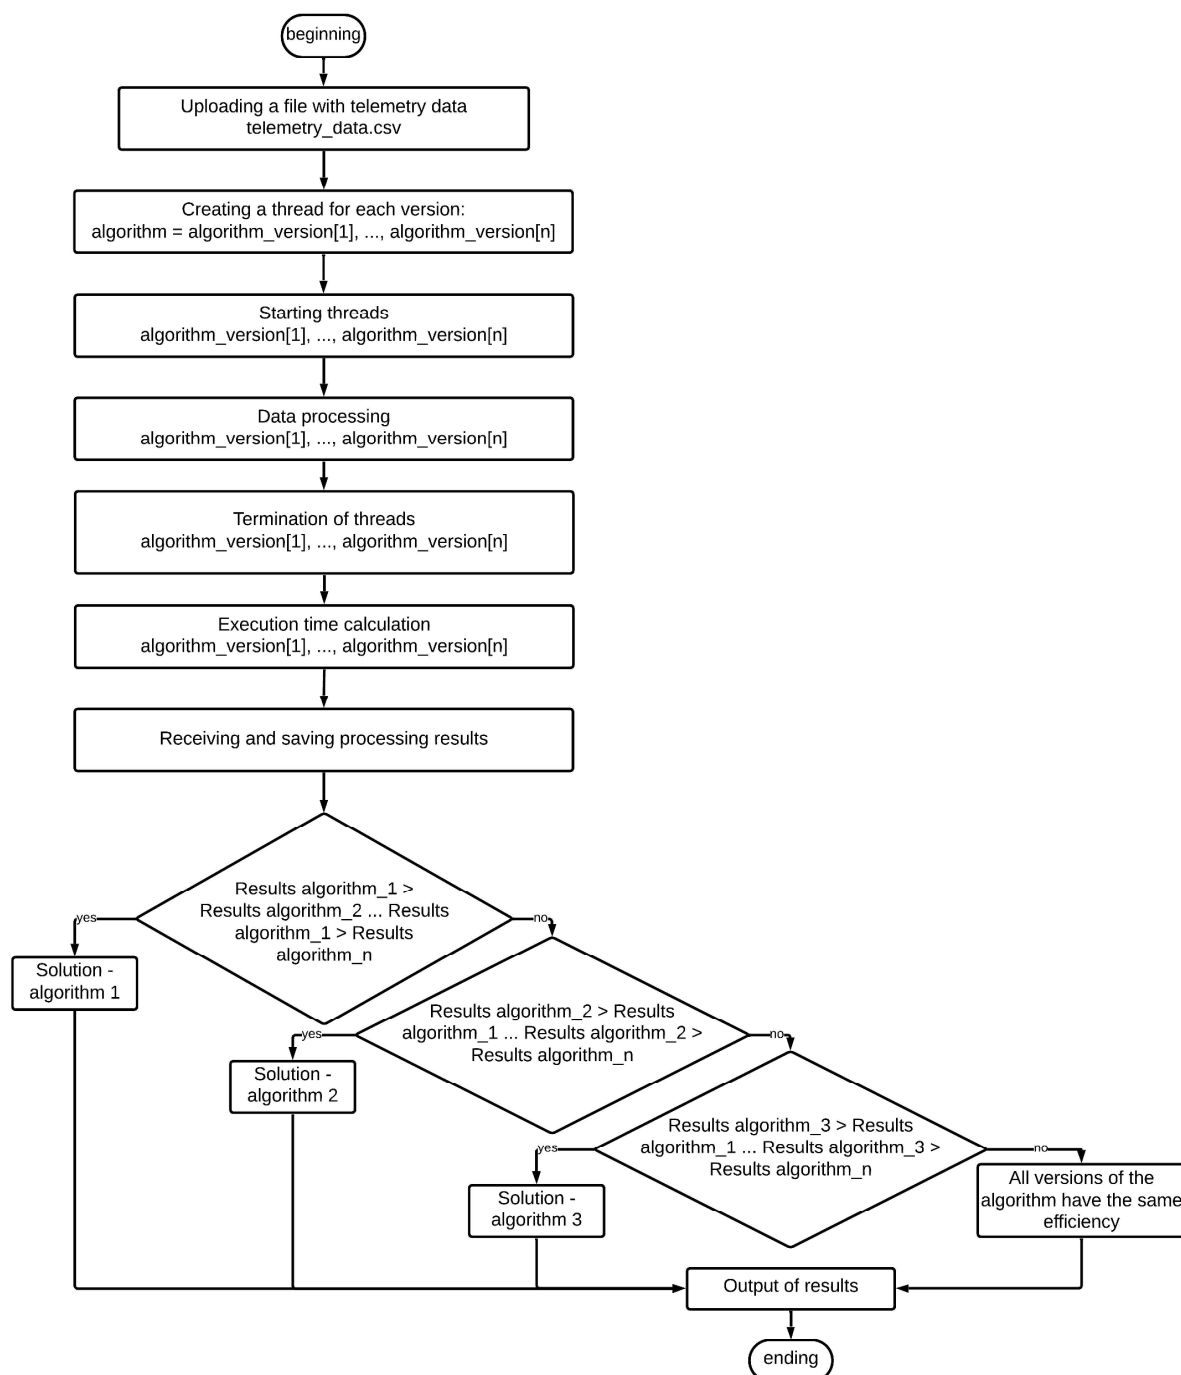 beginning
Uploading a file with telemetry data
telemetry_data.csv
Creating a thread for each version:
algorithm = algorithm_version[1], ..., algorithm_version[n]
Starting threads
algorithm_version[1], ..., algorithm_version[n]
Data processing
algorithm_version[1], ..., algorithm_version[n]
Termination of threads
algorithm_version[1], ..., algorithm_version[n]
Execution time calculation
algorithm_version[1], ..., algorithm_version[n]
Receiving and saving processing results
Results algorithm_1 >
Results algorithm_2 ... Results
algorithm_1 > Results
algorithm_n
yes
no
Solution -
algorithm 1
Results algorithm_2 > Results
algorithm_1 ... Results algorithm_2 >
Results algorithm_n
yes
no
Solution -
algorithm 2
Results algorithm_3 > Results
algorithm_1 ... Results algorithm_3 >
Results algorithm_n
yes
no
Solution -
algorithm 3
All versions of the
algorithm have the same
efficiency
Output of results
ending